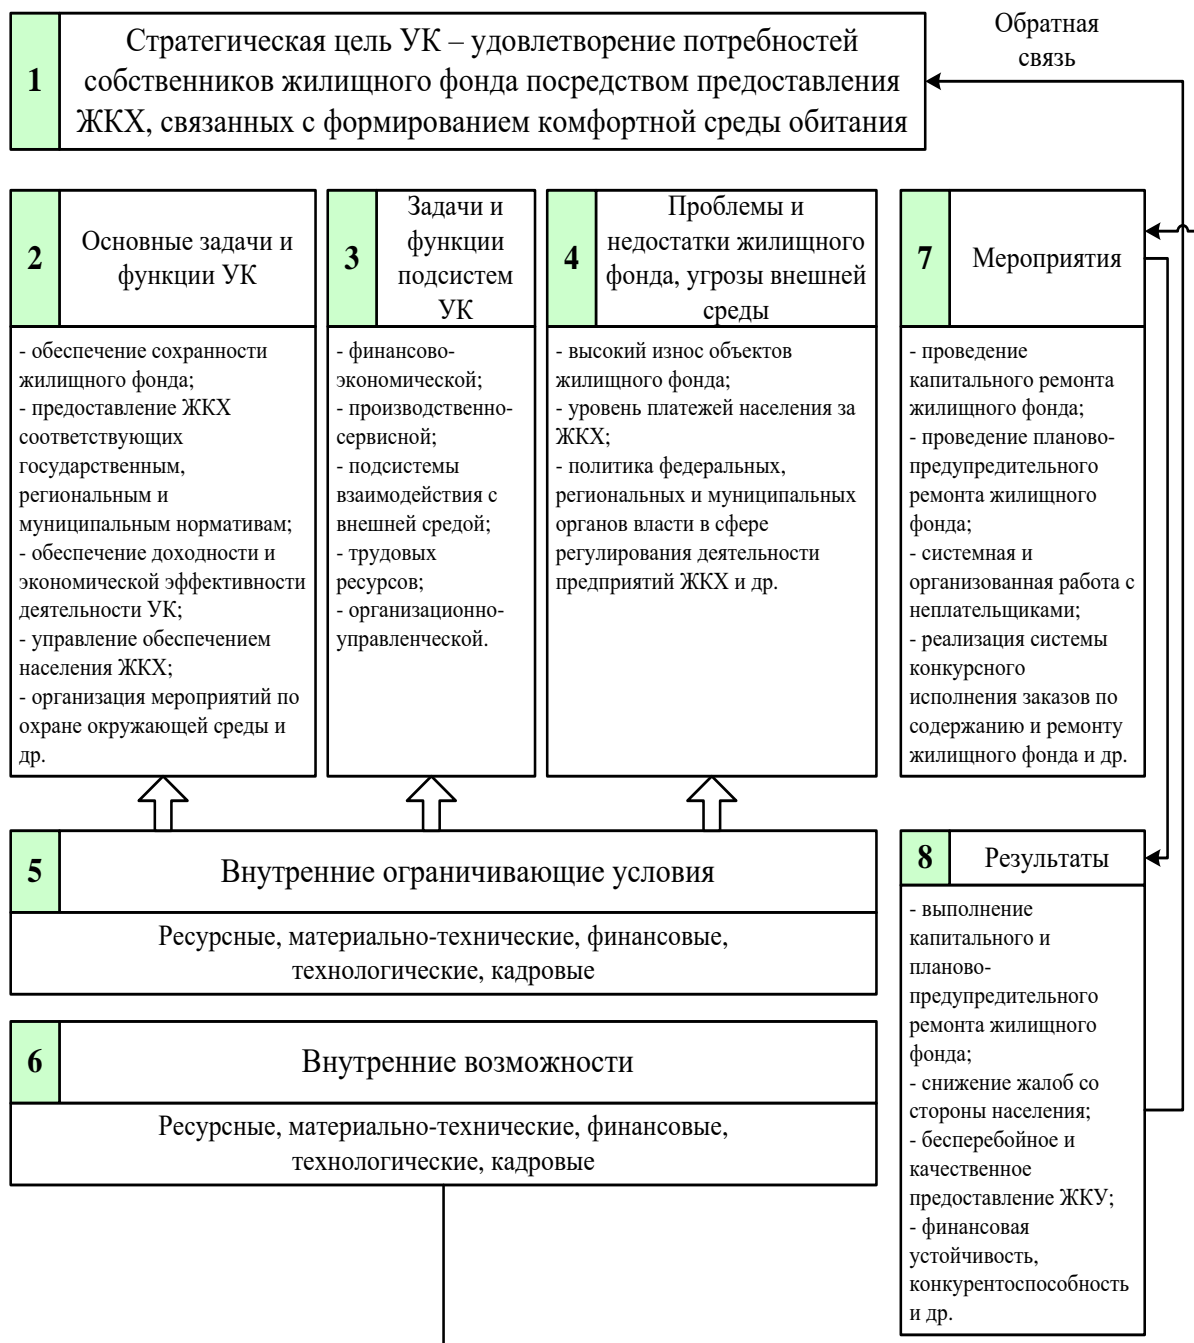 1
Стратегическая цель УК – удовлетворение потребностей
собственников жилищного фонда посредством предоставления
ЖКХ, связанных с формированием комфортной среды обитания
Обратная
связь
2
Основные задачи и
функции УК
- обеспечение сохранности
жилищного фонда;
- предоставление ЖКХ
соответствующих
государственным,
региональным и
муниципальным нормативам;
- обеспечение доходности и
экономической эффективности
деятельности УК;
- управление обеспечением
населения ЖКХ;
- организация мероприятий по
охране окружающей среды и
др.
3
Задачи и
функции
подсистем
УК
- финансово-
экономической;
- производственно-
сервисной;
- подсистемы
взаимодействия с
внешней средой;
- трудовых
ресурсов;
- организационно-
управленческой.
4
Проблемы и
недостатки жилищного
фонда, угрозы внешней
среды
- высокий износ объектов
жилищного фонда;
- уровень платежей населения за
ЖКХ;
- политика федеральных,
региональных и муниципальных
органов власти в сфере
регулирования деятельности
предприятий ЖКХ и др.
7
Мероприятия
- проведение
капитального ремонта
жилищного фонда;
- проведение планово-
предупредительного
ремонта жилищного
фонда;
- системная и
организованная работа с
неплательщиками;
- реализация системы
конкурсного
исполнения заказов по
содержанию и ремонту
жилищного фонда и др.
5
Внутренние ограничивающие условия
Ресурсные, материально-технические, финансовые,
технологические, кадровые
6
Внутренние возможности
Ресурсные, материально-технические, финансовые,
технологические, кадровые
8
Результаты
- выполнение
капитального и
планово-
предупредительного
ремонта жилищного
фонда;
- снижение жалоб со
стороны населения;
- бесперебойное и
качественное
предоставление ЖКУ;
- финансовая
устойчивость,
конкурентоспособность
и др.